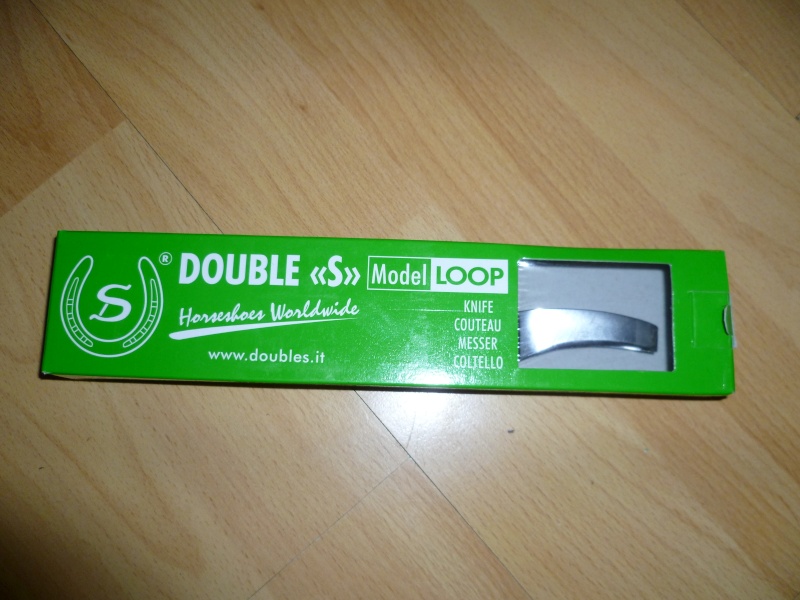 S
®
DOUBLE «S» Model LOOP
Horseshoes Worldwide
www.doubles.it
KNIFE
COUTEAU
MESSER
COLTELLO